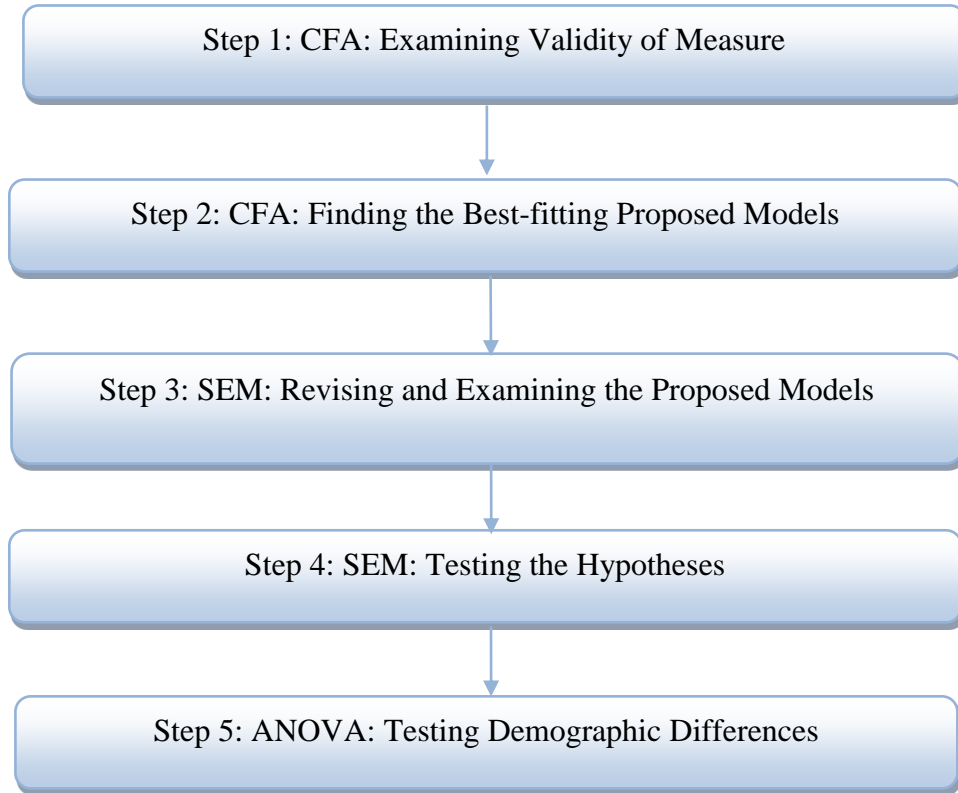 Step 1: CFA: Examining Validity of Measure
Step 2: CFA: Finding the Best-fitting Proposed Models
Step 3: SEM: Revising and Examining the Proposed Models
Step 4: SEM: Testing the Hypotheses
Step 5: ANOVA: Testing Demographic Differences